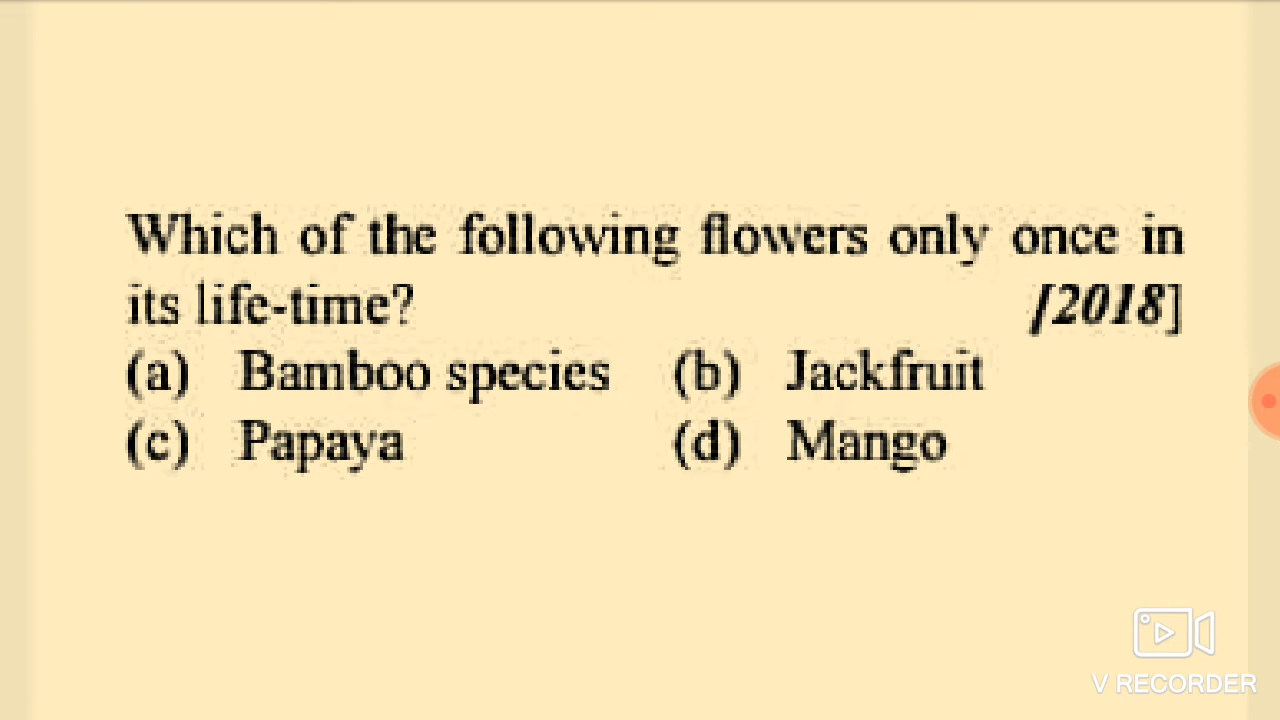 Which of the following flowers only once in
its life-time? [2018]
(a) Bamboo species (b) Jackfruit
(c) Papaya (d) Mango
V RECORDER